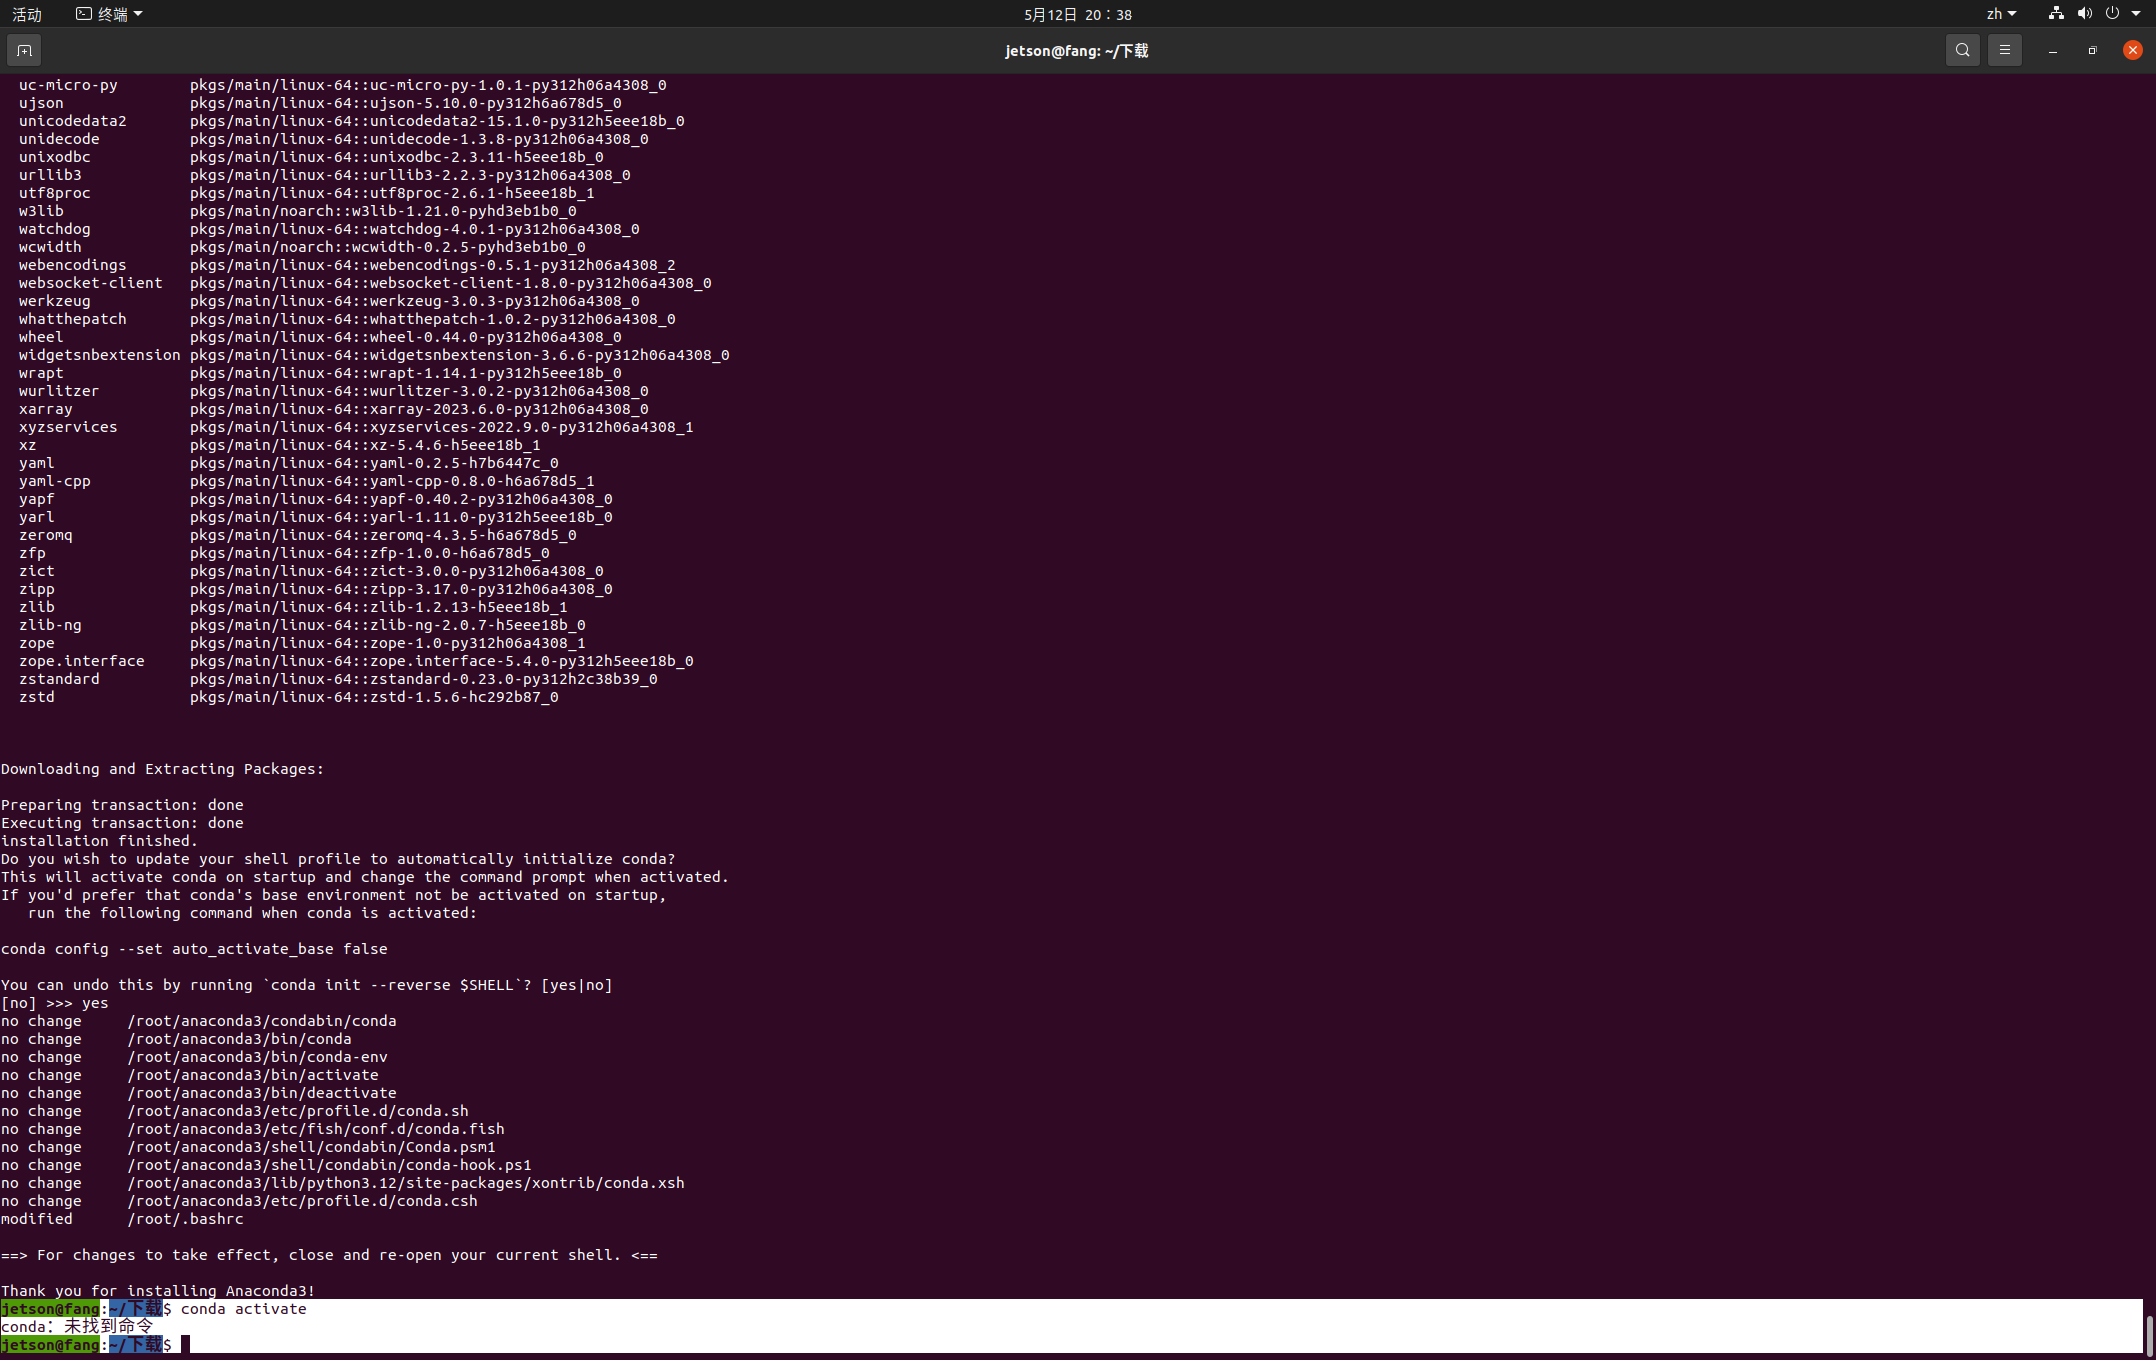 活动 终端 5月12日 20：38 zh
jetson@fang: ~/下载
uc-micro-py pkgs/main/linux-64::uc-micro-py-1.0.1-py312h06a4308_0
ujson pkgs/main/linux-64::ujson-5.10.0-py312h6a678d5_0
unicodedata2 pkgs/main/linux-64::unicodedata2-15.1.0-py312h5eee18b_0
unidecode pkgs/main/linux-64::unidecode-1.3.8-py312h06a4308_0
unixodbc pkgs/main/linux-64::unixodbc-2.3.11-h5eee18b_0
urllib3 pkgs/main/linux-64::urllib3-2.2.3-py312h06a4308_0
utf8proc pkgs/main/linux-64::utf8proc-2.6.1-h5eee18b_1
w3lib pkgs/main/noarch::w3lib-1.21.0-pyhd3eb1b0_0
watchdog pkgs/main/linux-64::watchdog-4.0.1-py312h06a4308_0
wcwidth pkgs/main/noarch::wcwidth-0.2.5-pyhd3eb1b0_0
webencodings pkgs/main/linux-64::webencodings-0.5.1-py312h06a4308_2
websocket-client pkgs/main/linux-64::websocket-client-1.8.0-py312h06a4308_0
werkzeug pkgs/main/linux-64::werkzeug-3.0.3-py312h06a4308_0
whatthepatch pkgs/main/linux-64::whatthepatch-1.0.2-py312h06a4308_0
wheel pkgs/main/linux-64::wheel-0.44.0-py312h06a4308_0
widgetsnbextension pkgs/main/linux-64::widgetsnbextension-3.6.6-py312h06a4308_0
wrapt pkgs/main/linux-64::wrapt-1.14.1-py312h5eee18b_0
wurlitzer pkgs/main/linux-64::wurlitzer-3.0.2-py312h06a4308_0
xarray pkgs/main/linux-64::xarray-2023.6.0-py312h06a4308_0
xyzservices pkgs/main/linux-64::xyzservices-2022.9.0-py312h06a4308_1
xz pkgs/main/linux-64::xz-5.4.6-h5eee18b_1
yaml pkgs/main/linux-64::yaml-0.2.5-h7b6447c_0
yaml-cpp pkgs/main/linux-64::yaml-cpp-0.8.0-h6a678d5_1
yapf pkgs/main/linux-64::yapf-0.40.2-py312h06a4308_0
yarl pkgs/main/linux-64::yarl-1.11.0-py312h5eee18b_0
zeromq pkgs/main/linux-64::zeromq-4.3.5-h6a678d5_0
zfp pkgs/main/linux-64::zfp-1.0.0-h6a678d5_0
zict pkgs/main/linux-64::zict-3.0.0-py312h06a4308_0
zipp pkgs/main/linux-64::zipp-3.17.0-py312h06a4308_0
zlib pkgs/main/linux-64::zlib-1.2.13-h5eee18b_1
zlib-ng pkgs/main/linux-64::zlib-ng-2.0.7-h5eee18b_0
zope pkgs/main/linux-64::zope-1.0-py312h06a4308_1
zope.interface pkgs/main/linux-64::zope.interface-5.4.0-py312h5eee18b_0
zstandard pkgs/main/linux-64::zstandard-0.23.0-py312h2c38b39_0
zstd pkgs/main/linux-64::zstd-1.5.6-hc292b87_0
Downloading and Extracting Packages:
Preparing transaction: done
Executing transaction: done
installation finished.
Do you wish to update your shell profile to automatically initialize conda?
This will activate conda on startup and change the command prompt when activated.
If you'd prefer that conda's base environment not be activated on startup,
run the following command when conda is activated:
conda config --set auto_activate_base false
You can undo this by running `conda init --reverse $SHELL`? [yes|no]
[no] >>> yes
no change /root/anaconda3/condabin/conda
no change /root/anaconda3/bin/conda
no change /root/anaconda3/bin/conda-env
no change /root/anaconda3/bin/activate
no change /root/anaconda3/bin/deactivate
no change /root/anaconda3/etc/profile.d/conda.sh
no change /root/anaconda3/etc/fish/conf.d/conda.fish
no change /root/anaconda3/shell/condabin/Conda.psm1
no change /root/anaconda3/shell/condabin/conda-hook.ps1
no change /root/anaconda3/lib/python3.12/site-packages/xontrib/conda.xsh
no change /root/anaconda3/etc/profile.d/conda.csh
modified /root/.bashrc
==> For changes to take effect, close and re-open your current shell. <==
Thank you for installing Anaconda3!
jetson@fang:~/下载$ conda activate
conda：未找到命令
jetson@fang:~/下载$